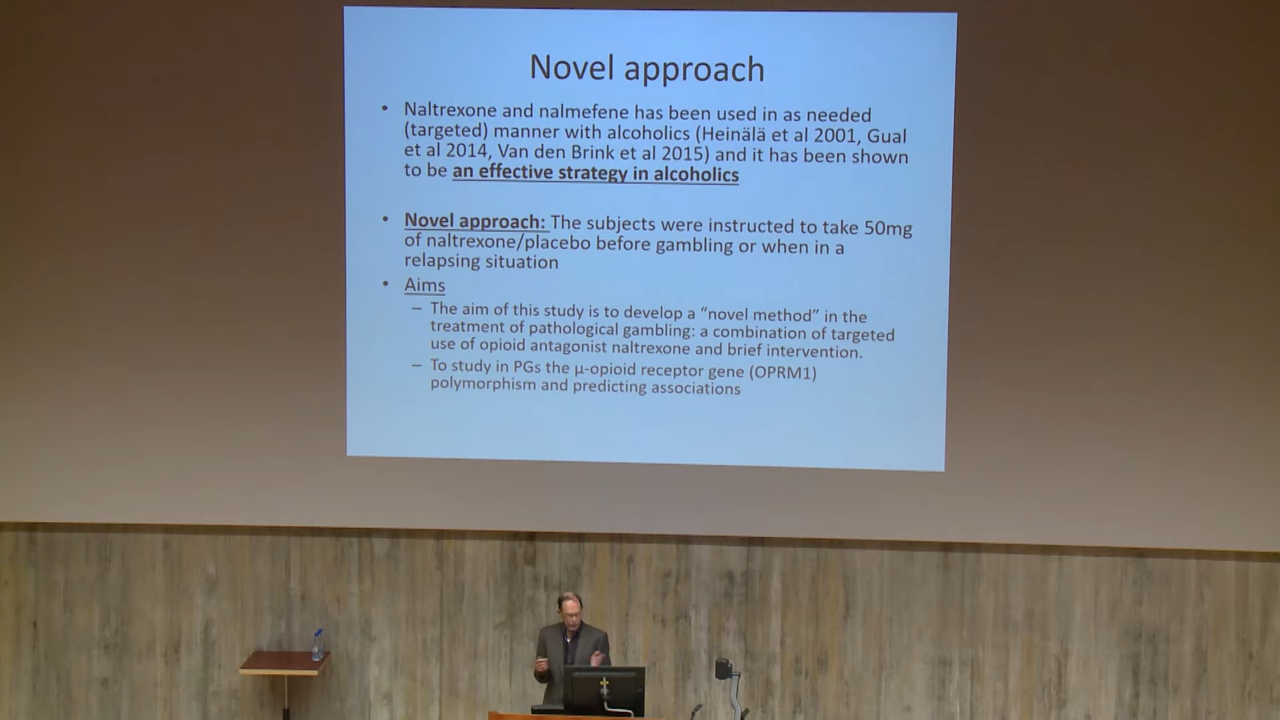 Novel approach
• Naltrexone and nalmefene has been used in as needed
(targeted) manner with alcoholics (Heinälä et al 2001, Gual
et al 2014, Van den Brink et al 2015) and it has been shown
to be an effective strategy in alcoholics
• Novel approach: The subjects were instructed to take 50mg
of naltrexone/placebo before gambling or when in a
relapsing situation
• Aims
– The aim of this study is to develop a “novel method” in the
treatment of pathological gambling: a combination of targeted
use of opioid antagonist naltrexone and brief intervention.
– To study in PGs the μ-opioid receptor gene (OPRM1)
polymorphism and predicting associations